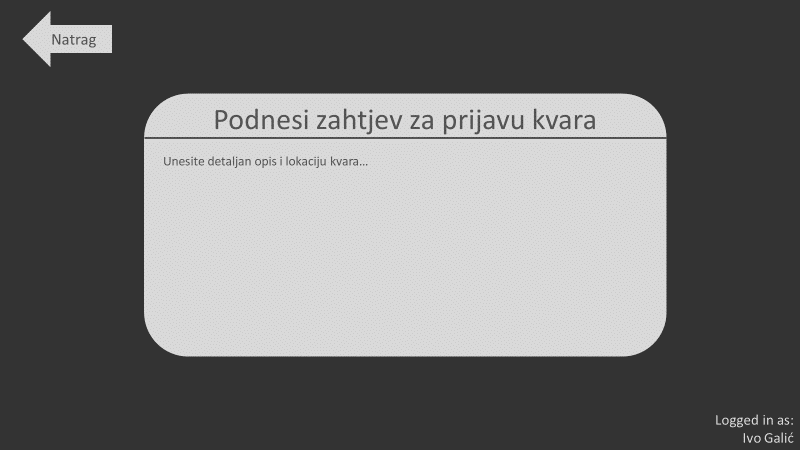 Natrag
Podnesi zahtjev za prijavu kvara
Unesite detaljan opis i lokaciju kvara...
Logged in as:
Ivo Galić